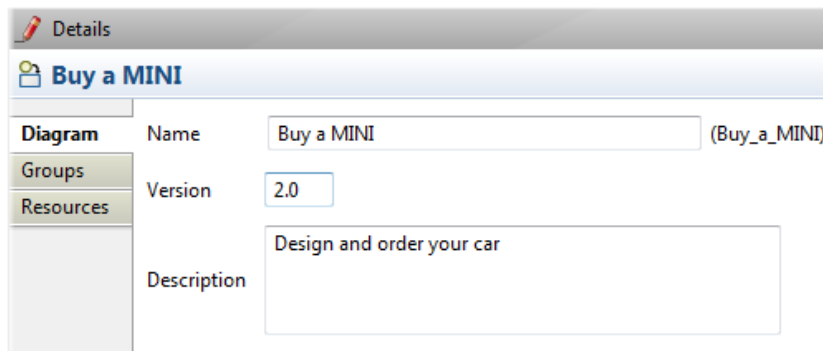 Details
Buy a MINI
Diagram
Name
Buy a MINI
(Buy_a_MINI)
Groups
Version
2.0
Resources
Design and order your car
Description